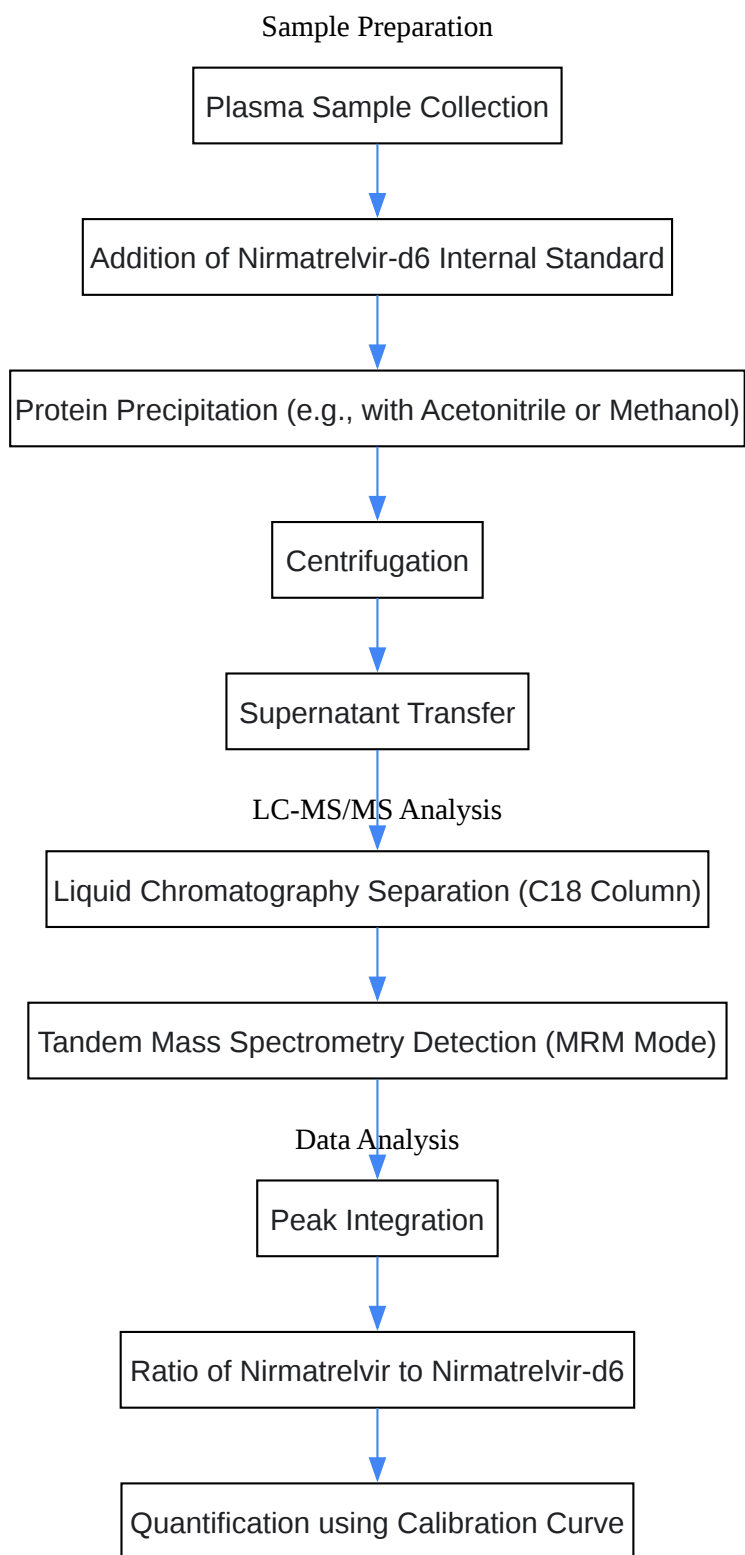 Sample Preparation
Plasma Sample Collection
Addition of Nirmatrelvir-d6 Internal Standard
Protein Precipitation (e.g., with Acetonitrile or Methanol)
Centrifugation
Supernatant Transfer
LC-MS/MS Analysis
Liquid Chromatography Separation (C18 Column)
Tandem Mass Spectrometry Detection (MRM Mode)
Data Analysis
Peak Integration
Ratio of Nirmatrelvir to Nirmatrelvir-d6
Quantification using Calibration Curve